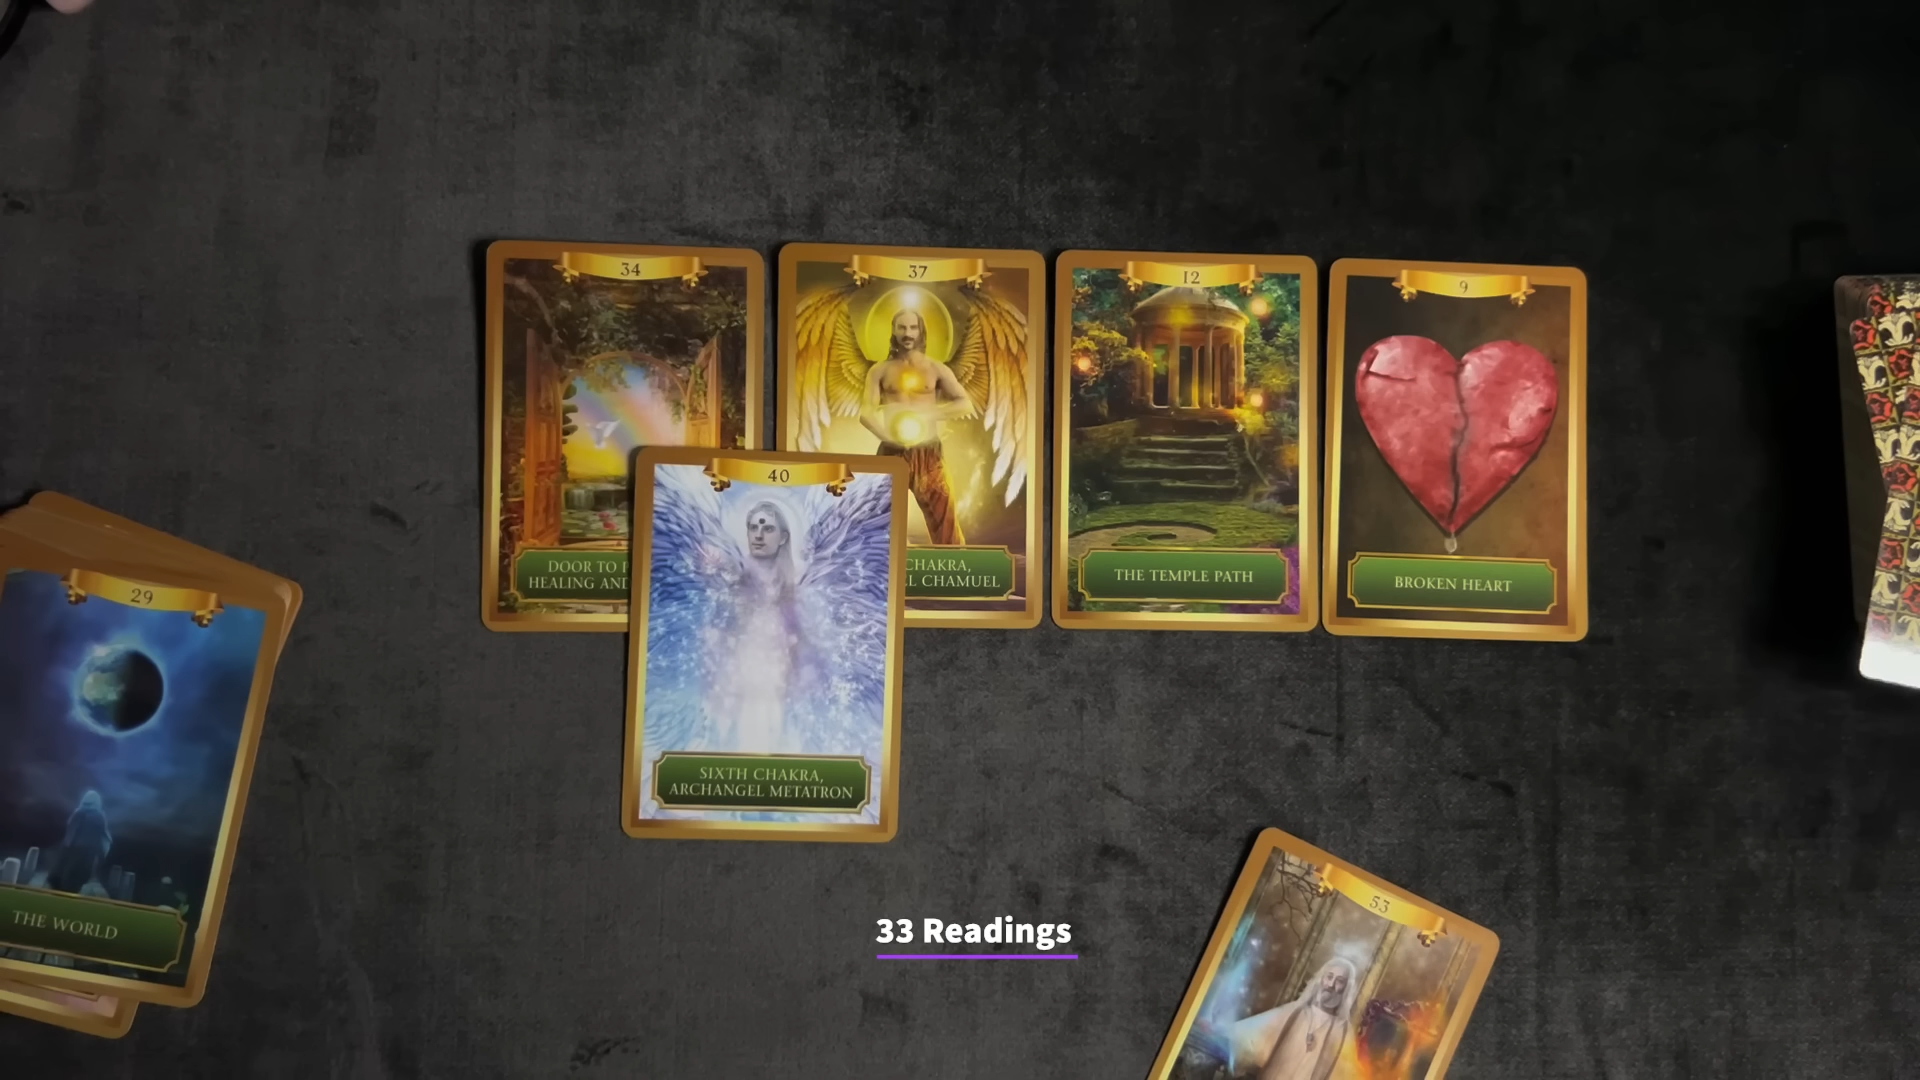 34
DOOR TO
HEALING AND
37
CHAKRA,
CHAMUEL
12
THE TEMPLE PATH
9
BROKEN HEART
40
SIXTH CHAKRA,
ARCHANGEL METATRON
29
THE WORLD
33 Readings
53